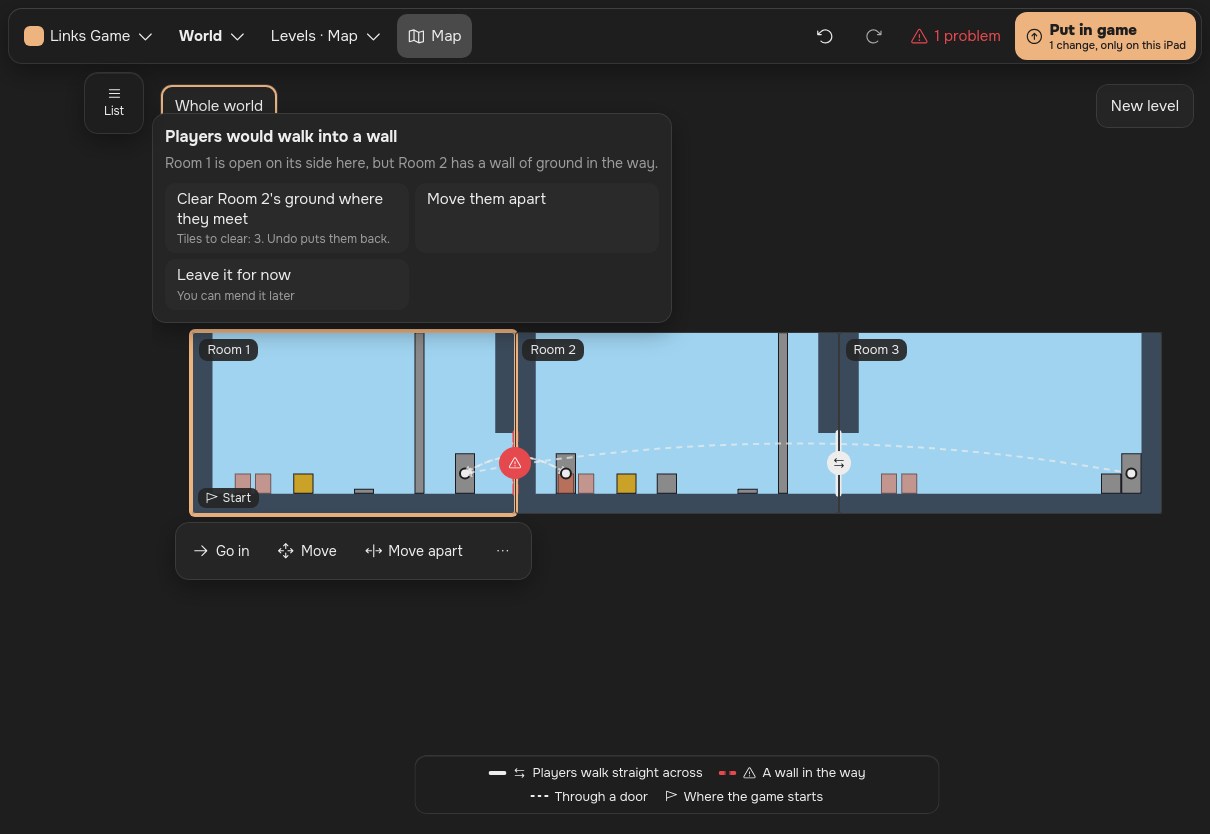 Links Game
World
Levels · Map
Map
1 problem
Put in game
1 change, only on this iPad
List
Whole world
New level
Players would walk into a wall
Room 1 is open on its side here, but Room 2 has a wall of ground in the way.
Clear Room 2's ground where
they meet
Tiles to clear: 3. Undo puts them back.
Move them apart
Leave it for now
You can mend it later
Room 1
Room 2
Room 3
Start
Go in
Move
Move apart
...
Players walk straight across
A wall in the way
Through a door
Where the game starts